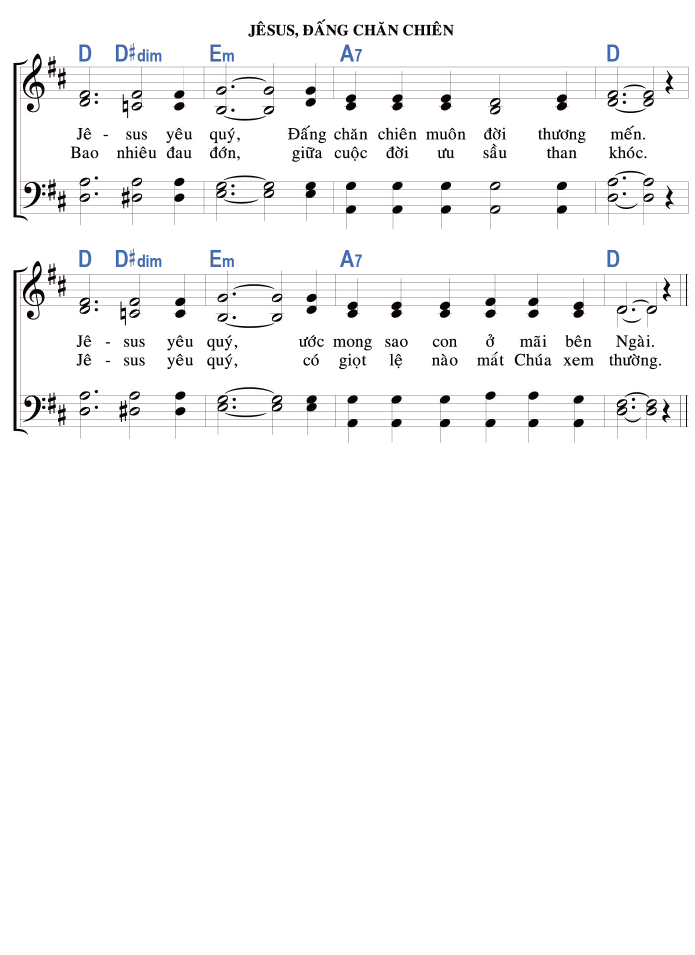 JÊSUS, ĐẤNG CHĂN CHIÊN
D D♯dim Em A7 D
Jê - sus yêu quý, Đấng chăn chiên muôn đời thương mến.
Bao nhiêu đau đớn, giữa cuộc đời ưu sầu than khóc.
D D♯dim Em A7 D
Jê - sus yêu quý, ước mong sao con ở mãi bên Ngài.
Jê - sus yêu quý, có giọt lệ nào mất Chúa xem thường.